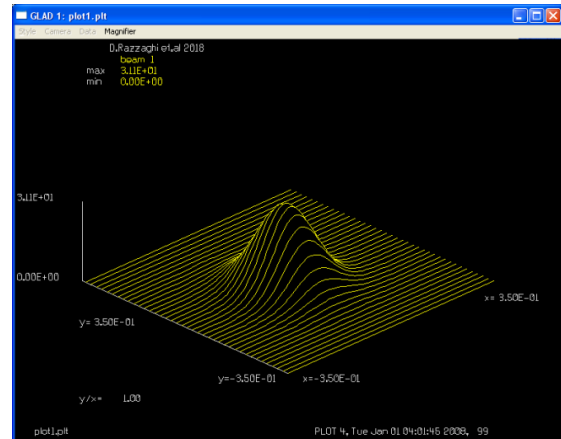 GLAD 1: plot1.plt
Style Camera Data Magnifier
D.Razzaghi et.al 2018
beam 1
max 3.11E+01
min 0.00E+00
3.11E+01
0.00E+00
x= 3.50E-01
y= 3.50E-01
y=-3.50E-01 x=-3.50E-01
y/x= 1.00
plot1.plt PLOT 4, Tue Jan 01 04:01:46 2008, 99